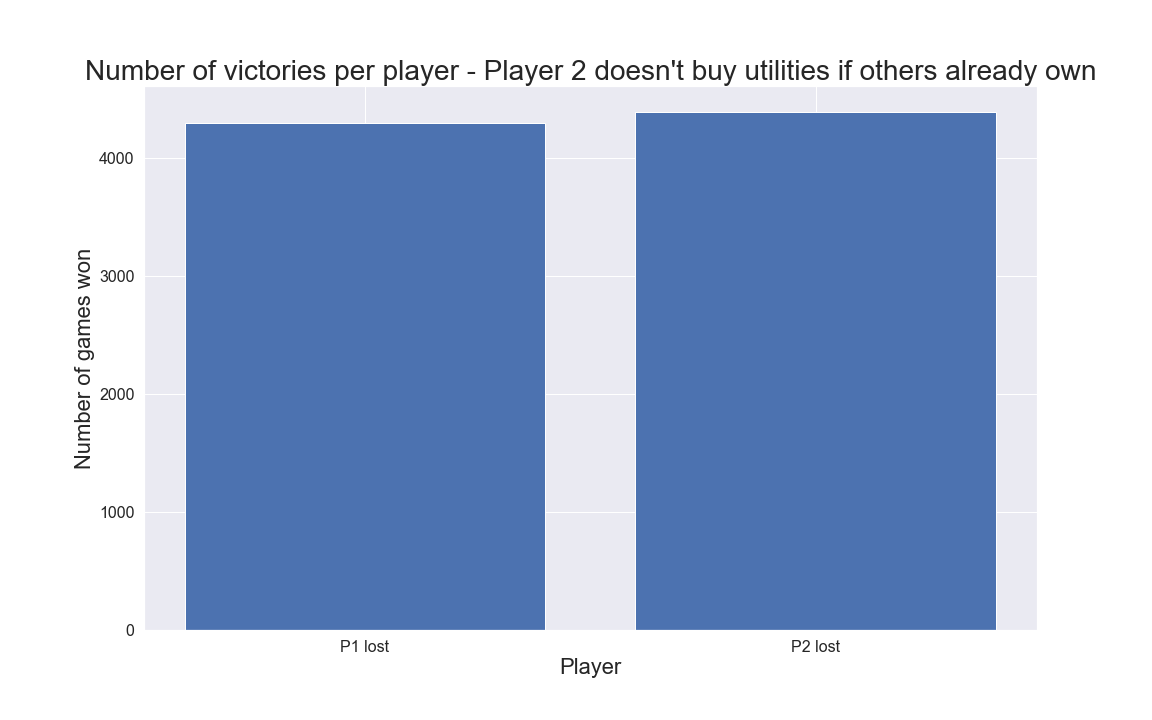 Number of victories per player - Player 2 doesn't buy utilities if others already own
Number of games won
4000
3000
2000
1000
0
P1 lost
P2 lost
Player